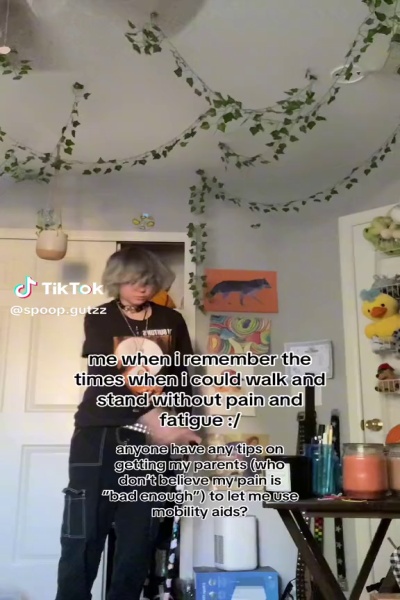 TikTok
@spoop.gutzz
me when i remember the
times when i could walk and
stand without pain and
fatigue :/
anyone have any tips on
getting my parents (who
don't believe my pain is
"bad enough") to let me use
mobility aids?